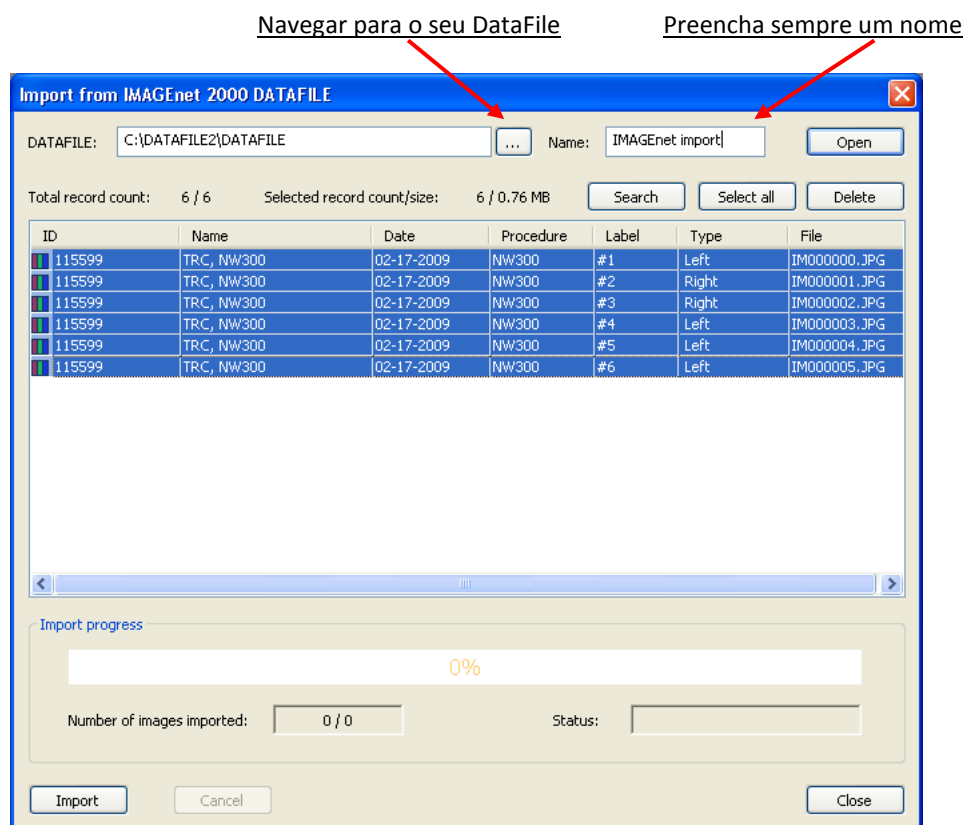 Navegar para o seu DataFile Preencha sempre um nome
Import from IMAGEnet 2000 DATAFILE
DATAFILE: C:\DATAFILE2\DATAFILE ... Name: IMAGEnet import Open
Total record count: 6 / 6 Selected record count/size: 6 / 0.76 MB Search Select all Delete
ID Name Date Procedure Label Type File
115599 TRC, NW300 02-17-2009 NW300 #1 Left IM000000.JPG
115599 TRC, NW300 02-17-2009 NW300 #2 Right IM000001.JPG
115599 TRC, NW300 02-17-2009 NW300 #3 Right IM000002.JPG
115599 TRC, NW300 02-17-2009 NW300 #4 Left IM000003.JPG
115599 TRC, NW300 02-17-2009 NW300 #5 Left IM000004.JPG
115599 TRC, NW300 02-17-2009 NW300 #6 Left IM000005.JPG
Import progress
0%
Number of images imported: 0 / 0 Status:
Import Cancel Close